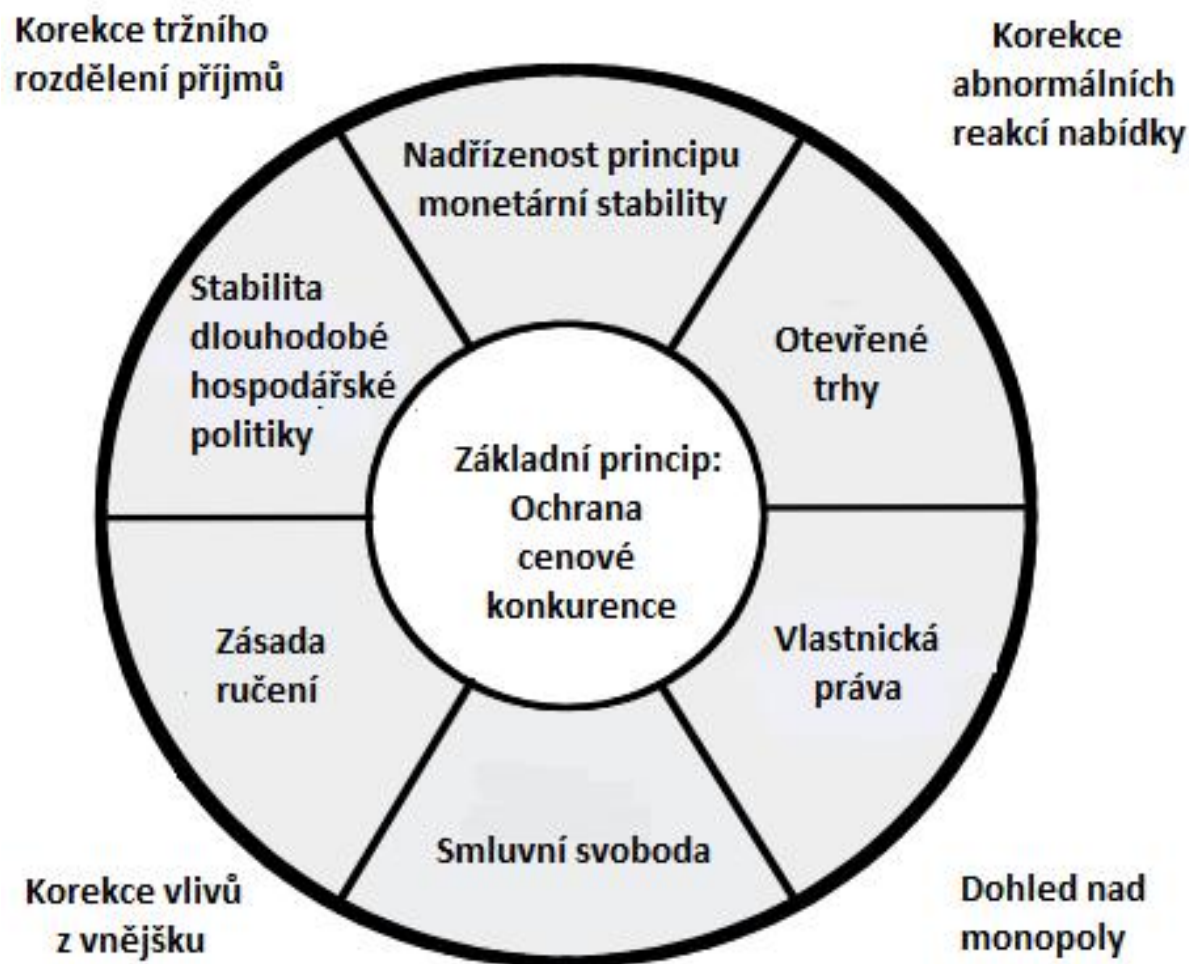 Korekce tržního
rozdělení příjmů
Korekce
abnormálních
reakcí nabídky
Nadřízenost principu
monetární stability
Stabilita
dlouhodobé
hospodářské
politiky
Otevřené
trhy
Základní princip:
Ochrana
cenové
konkurence
Zásada
ručení
Vlastnická
práva
Smluvní svoboda
Korekce vlivů
z vnějšku
Dohled nad
monopoly